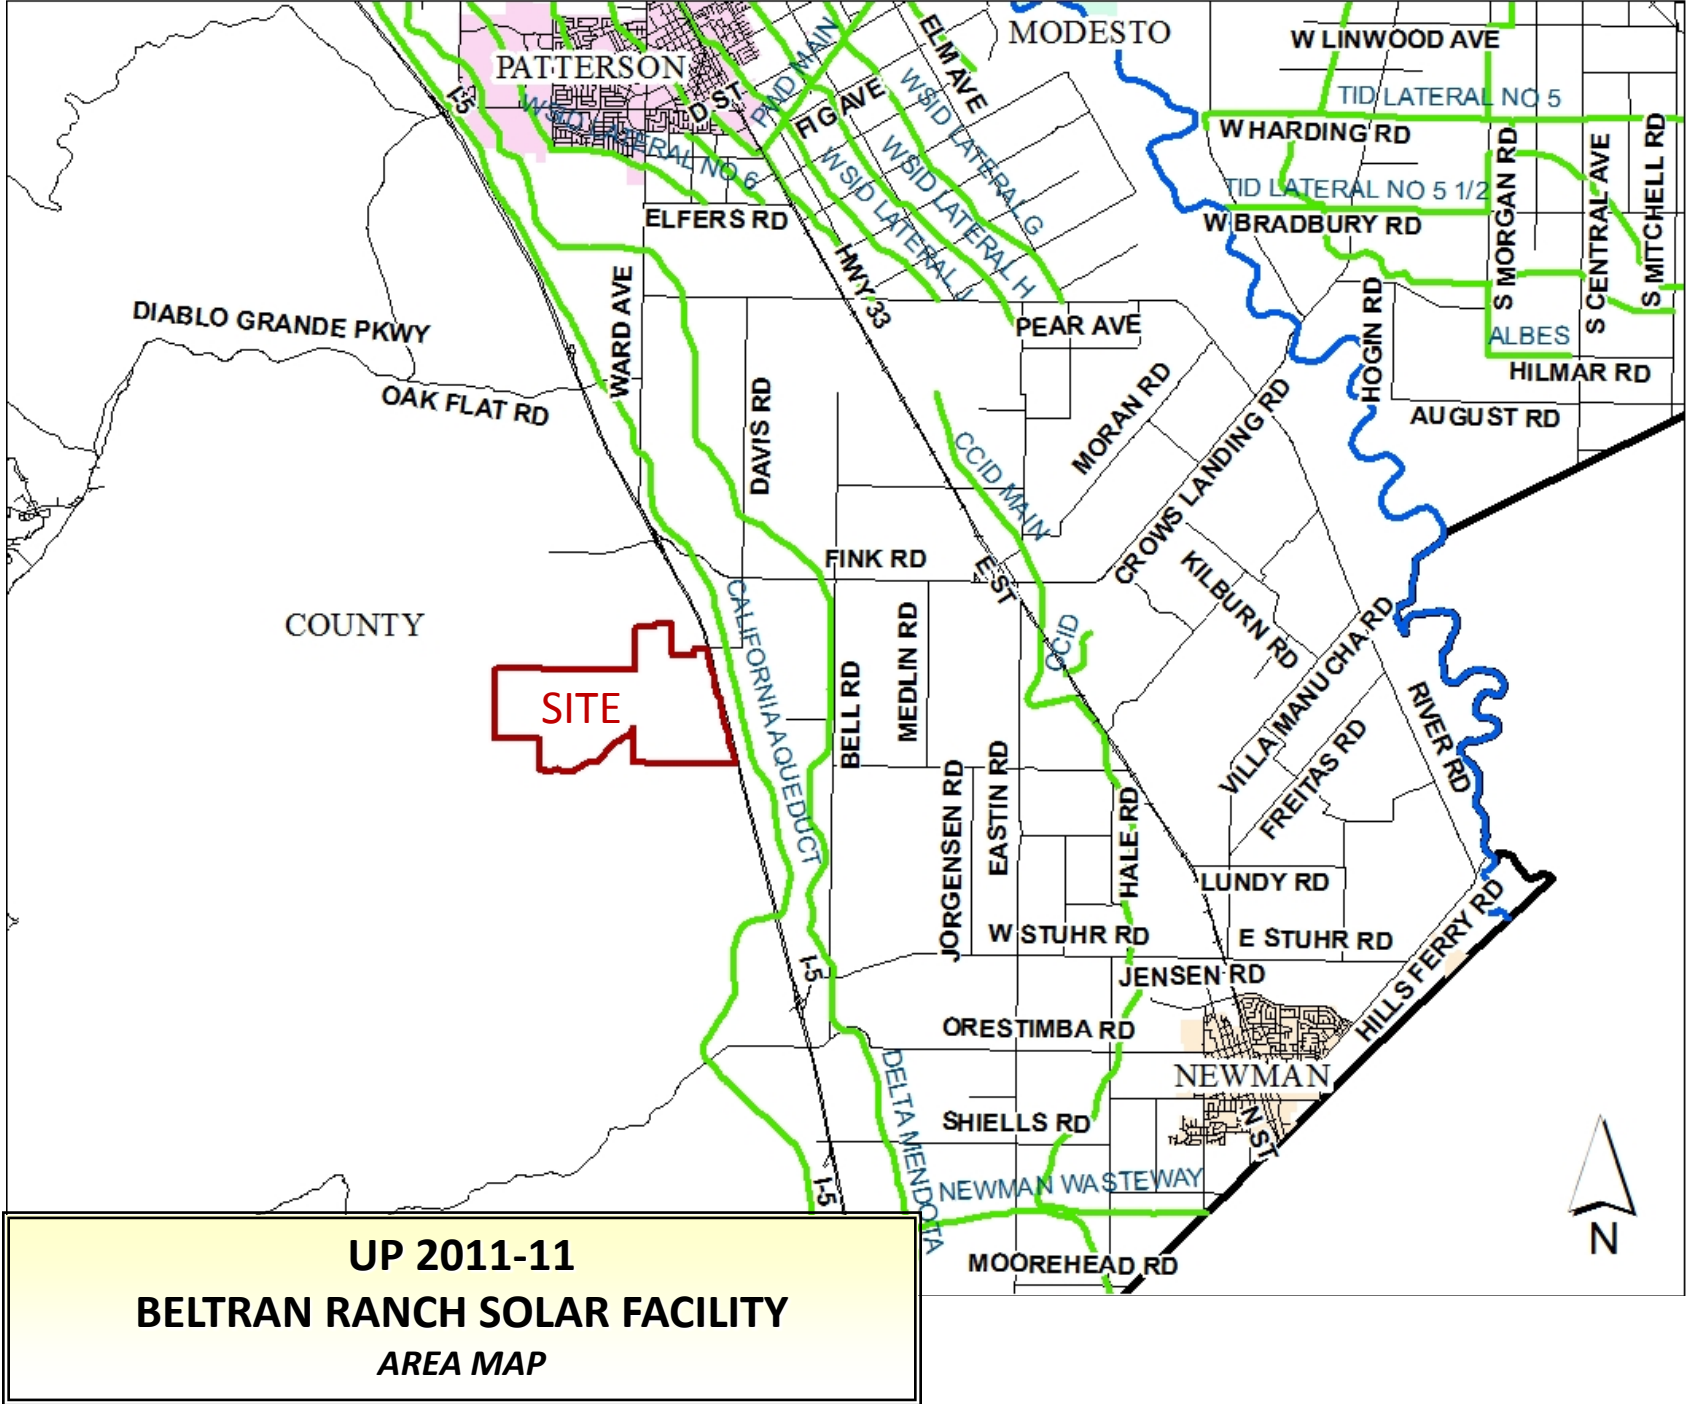 MODESTO
W LINWOOD AVE
PATTERSON
I-5
D ST
PWD MAIN
FIG AVE
ELM AVE
WSID LATERAL G
WSID LATERAL H
WSID LATERAL J
WSID LATERAL NO 6
TID LATERAL NO 5
W HARDING RD
TID LATERAL NO 5 1/2
W BRADBURY RD
S MORGAN RD
S CENTRAL AVE
S MITCHELL RD
ELFERS RD
HWY 33
WARD AVE
DIABLO GRANDE PKWY
OAK FLAT RD
PEAR AVE
HOGIN RD
ALBES
HILMAR RD
AUGUST RD
DAVIS RD
MORAN RD
CROWS LANDING RD
CCID MAIN
FINK RD
E ST
KILBURN RD
COUNTY
CALIFORNIA AQUEDUCT
MEDLIN RD
CCID
VILLA MANUCHA RD
SITE
BELL RD
RIVER RD
FREITAS RD
JORGENSEN RD
EASTIN RD
HALE RD
LUNDY RD
W STUHR RD
E STUHR RD
HILLS FERRY RD
I-5
JENSEN RD
ORESTIMBA RD
NEWMAN
DELTA MENDOTA
SHIELLS RD
N ST
I-5
NEWMAN WASTEWAY
MOOREHEAD RD
N
UP 2011-11
BELTRAN RANCH SOLAR FACILITY
AREA MAP